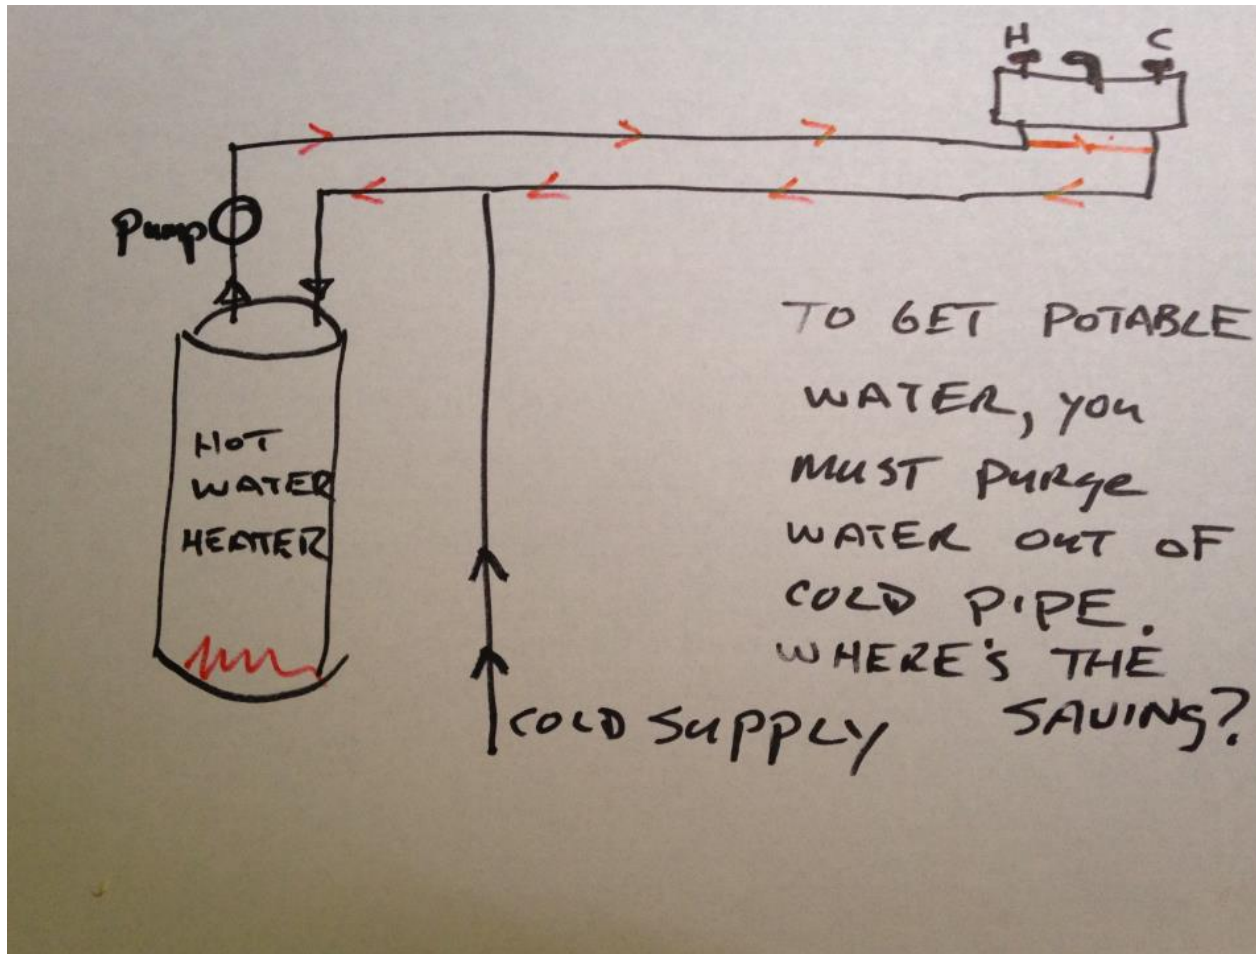 H C
Pump
HOT
WATER
HEATER
COLD SUPPLY
TO GET POTABLE
WATER, you
MUST PURGE
WATER OUT OF
COLD PIPE.
WHERE'S THE
SAVING?